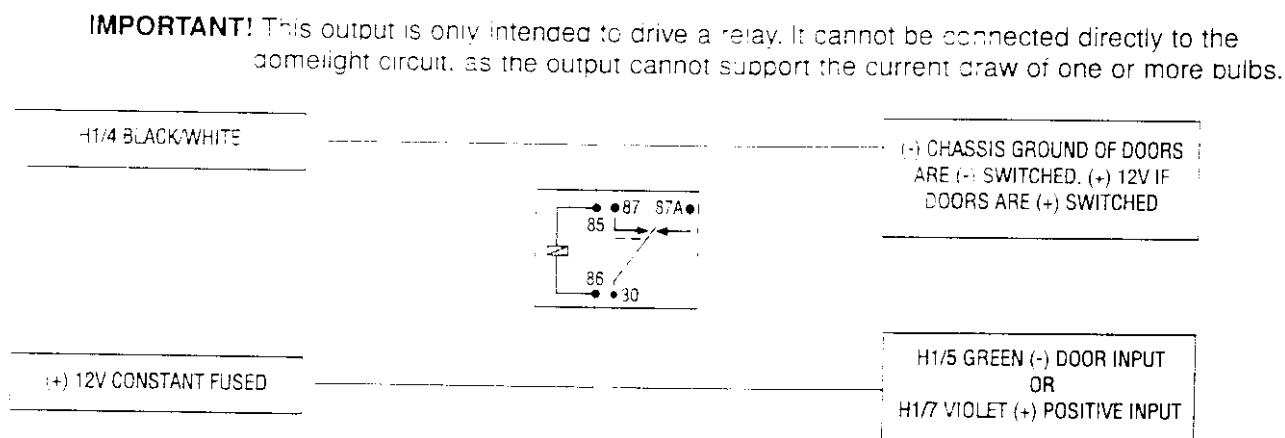 IMPORTANT! This output is only intended to drive a relay. It cannot be connected directly to the
domelight circuit, as the output cannot support the current draw of one or more bulbs.
H1/4 BLACK/WHITE
(-) CHASSIS GROUND OF DOORS
ARE (-) SWITCHED. (+) 12V IF
DOORS ARE (+) SWITCHED
87 87A
85
86
30
(+) 12V CONSTANT FUSED
H1/5 GREEN (-) DOOR INPUT
OR
H1/7 VIOLET (+) POSITIVE INPUT